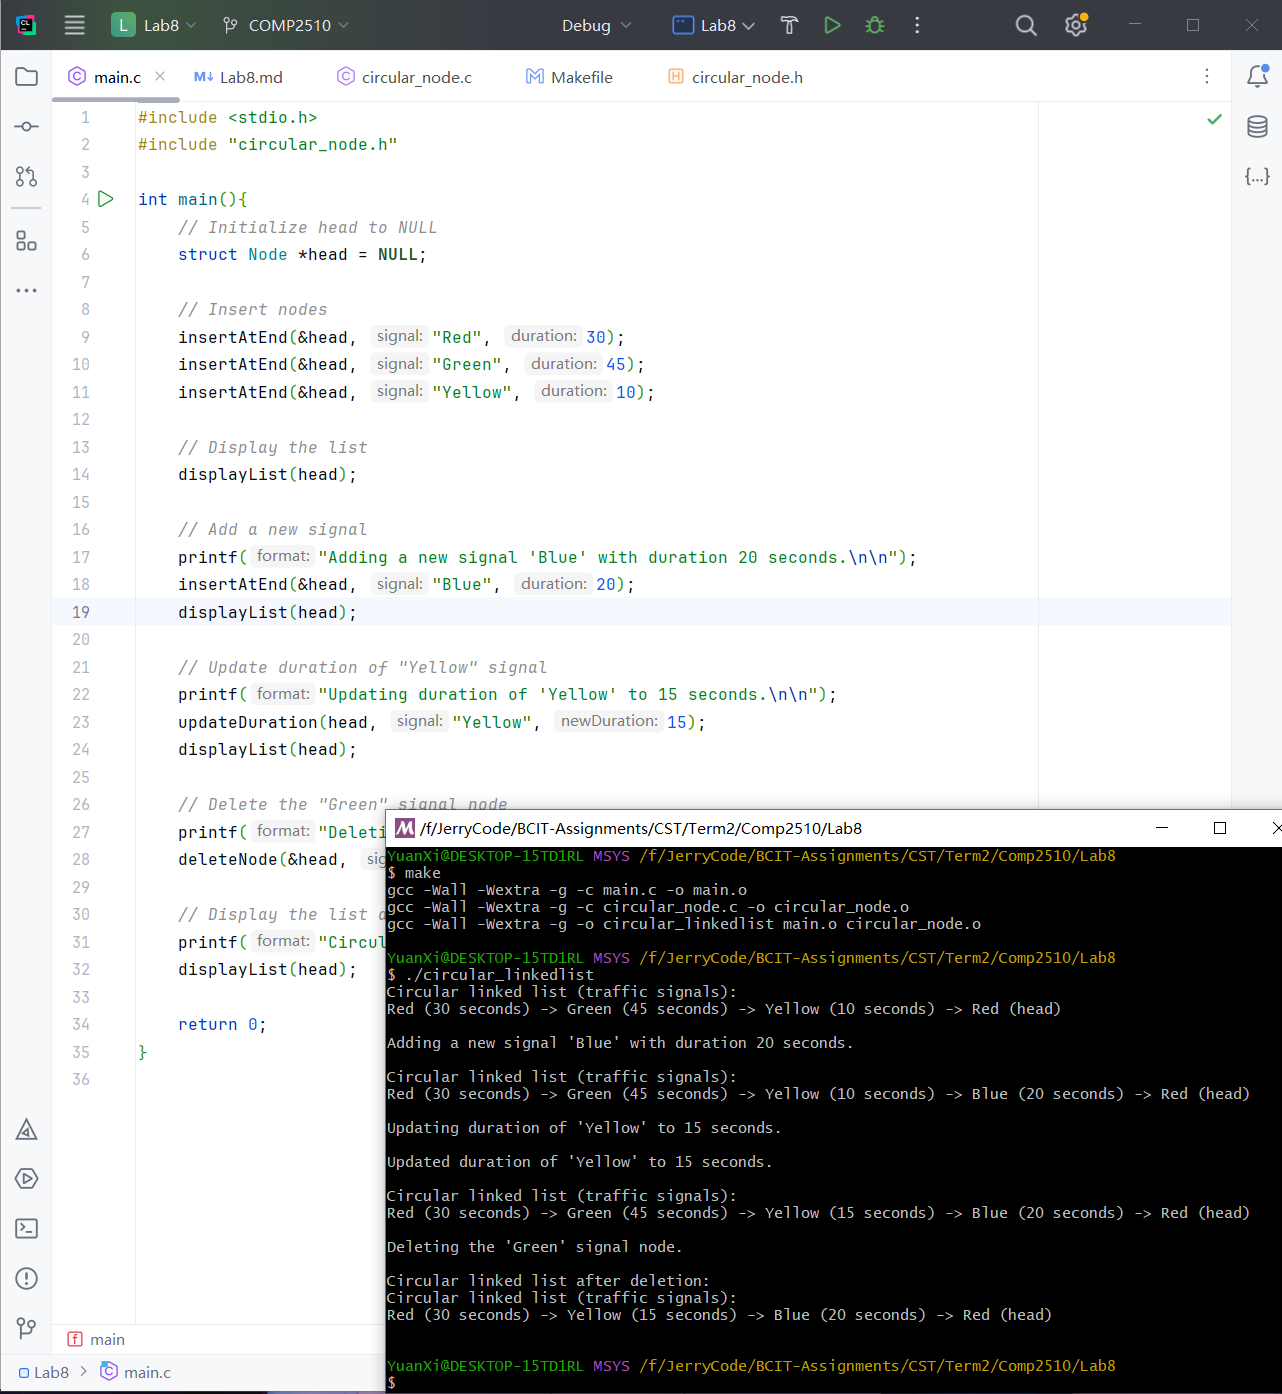 L Lab8 COMP2510 Debug Lab8
main.c Lab8.md circular_node.c Makefile circular_node.h
1 #include <stdio.h>
2 #include "circular_node.h"
3
4 int main(){
5 // Initialize head to NULL
6 struct Node *head = NULL;
7
8 // Insert nodes
9 insertAtEnd(&head, signal: "Red", duration: 30);
10 insertAtEnd(&head, signal: "Green", duration: 45);
11 insertAtEnd(&head, signal: "Yellow", duration: 10);
12
13 // Display the list
14 displayList(head);
15
16 // Add a new signal
17 printf( format: "Adding a new signal 'Blue' with duration 20 seconds.\n\n");
18 insertAtEnd(&head, signal: "Blue", duration: 20);
19 displayList(head);
20
21 // Update duration of "Yellow" signal
22 printf( format: "Updating duration of 'Yellow' to 15 seconds.\n\n");
23 updateDuration(head, signal: "Yellow", newDuration: 15);
24 displayList(head);
25
26 // Delete the "Green" signal node
27 printf( format: "Deleti
28 deleteNode(&head, sig
29
30 // Display the list a
31 printf( format: "Circul
32 displayList(head);
33
34 return 0;
35 }
36
/f/JerryCode/BCIT-Assignments/CST/Term2/Comp2510/Lab8
YuanXi@DESKTOP-15TD1RL MSYS /f/JerryCode/BCIT-Assignments/CST/Term2/Comp2510/Lab8
$ make
gcc -Wall -Wextra -g -c main.c -o main.o
gcc -Wall -Wextra -g -c circular_node.c -o circular_node.o
gcc -Wall -Wextra -g -o circular_linkedlist main.o circular_node.o
YuanXi@DESKTOP-15TD1RL MSYS /f/JerryCode/BCIT-Assignments/CST/Term2/Comp2510/Lab8
$ ./circular_linkedlist
Circular linked list (traffic signals):
Red (30 seconds) -> Green (45 seconds) -> Yellow (10 seconds) -> Red (head)
Adding a new signal 'Blue' with duration 20 seconds.
Circular linked list (traffic signals):
Red (30 seconds) -> Green (45 seconds) -> Yellow (10 seconds) -> Blue (20 seconds) -> Red (head)
Updating duration of 'Yellow' to 15 seconds.
Updated duration of 'Yellow' to 15 seconds.
Circular linked list (traffic signals):
Red (30 seconds) -> Green (45 seconds) -> Yellow (15 seconds) -> Blue (20 seconds) -> Red (head)
Deleting the 'Green' signal node.
Circular linked list after deletion:
Circular linked list (traffic signals):
Red (30 seconds) -> Yellow (15 seconds) -> Blue (20 seconds) -> Red (head)
YuanXi@DESKTOP-15TD1RL MSYS /f/JerryCode/BCIT-Assignments/CST/Term2/Comp2510/Lab8
$
f main
Lab8 > main.c